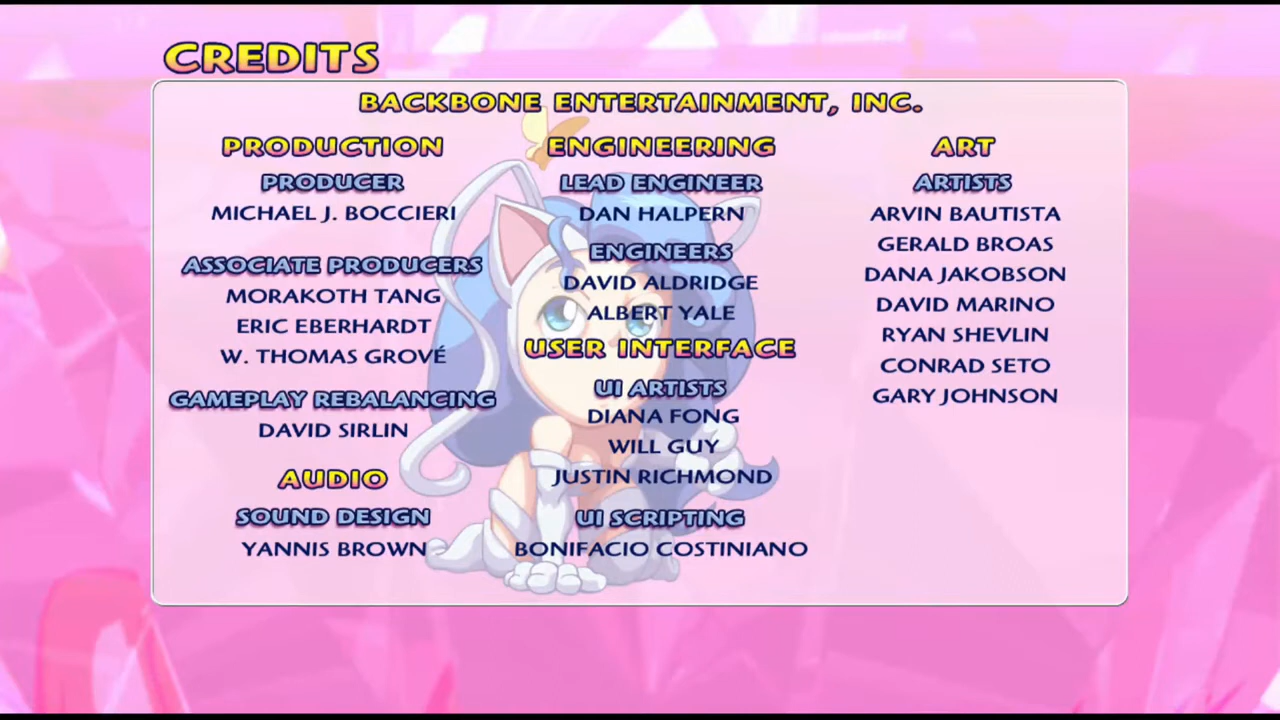 CREDITS
BACKBONE ENTERTAINMENT, INC.
PRODUCTION
PRODUCER
MICHAEL J. BOCCIERI
ASSOCIATE PRODUCERS
MORAKOTH TANG
ERIC EBERHARDT
W. THOMAS GROVÉ
GAMEPLAY REBALANCING
DAVID SIRLIN
AUDIO
SOUND DESIGN
YANNIS BROWN
ENGINEERING
LEAD ENGINEER
DAN HALPERN
ENGINEERS
DAVID ALDRIDGE
ALBERT YALE
USER INTERFACE
UI ARTISTS
DIANA FONG
WILL GUY
JUSTIN RICHMOND
UI SCRIPTING
BONIFACIO COSTINIANO
ART
ARTISTS
ARVIN BAUTISTA
GERALD BROAS
DANA JAKOBSON
DAVID MARINO
RYAN SHEVLIN
CONRAD SETO
GARY JOHNSON